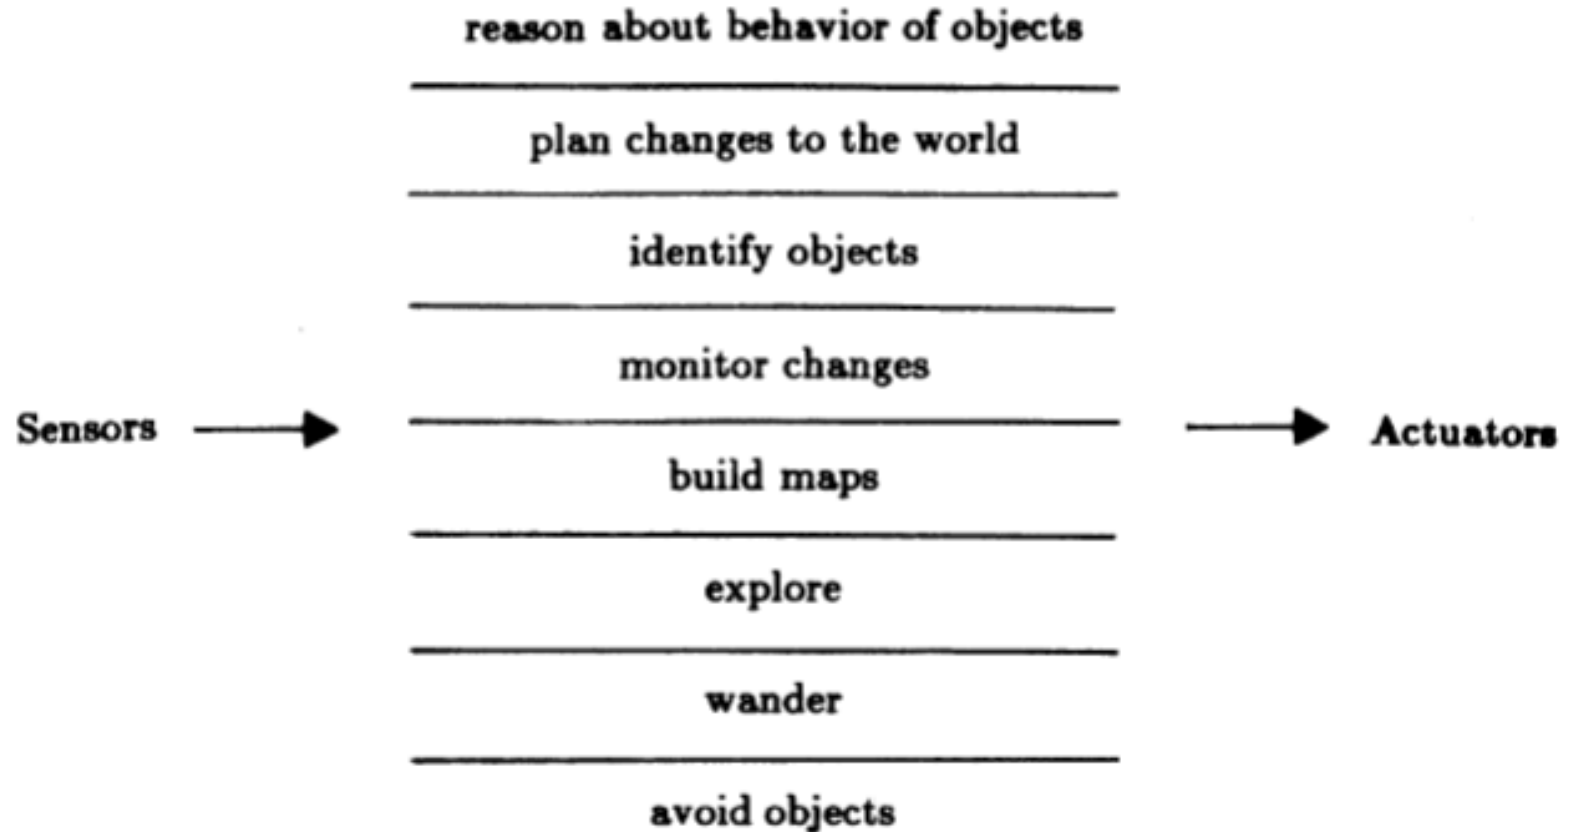 reason about behavior of objects
plan changes to the world
identify objects
monitor changes
Sensors
Actuators
build maps
explore
wander
avoid objects